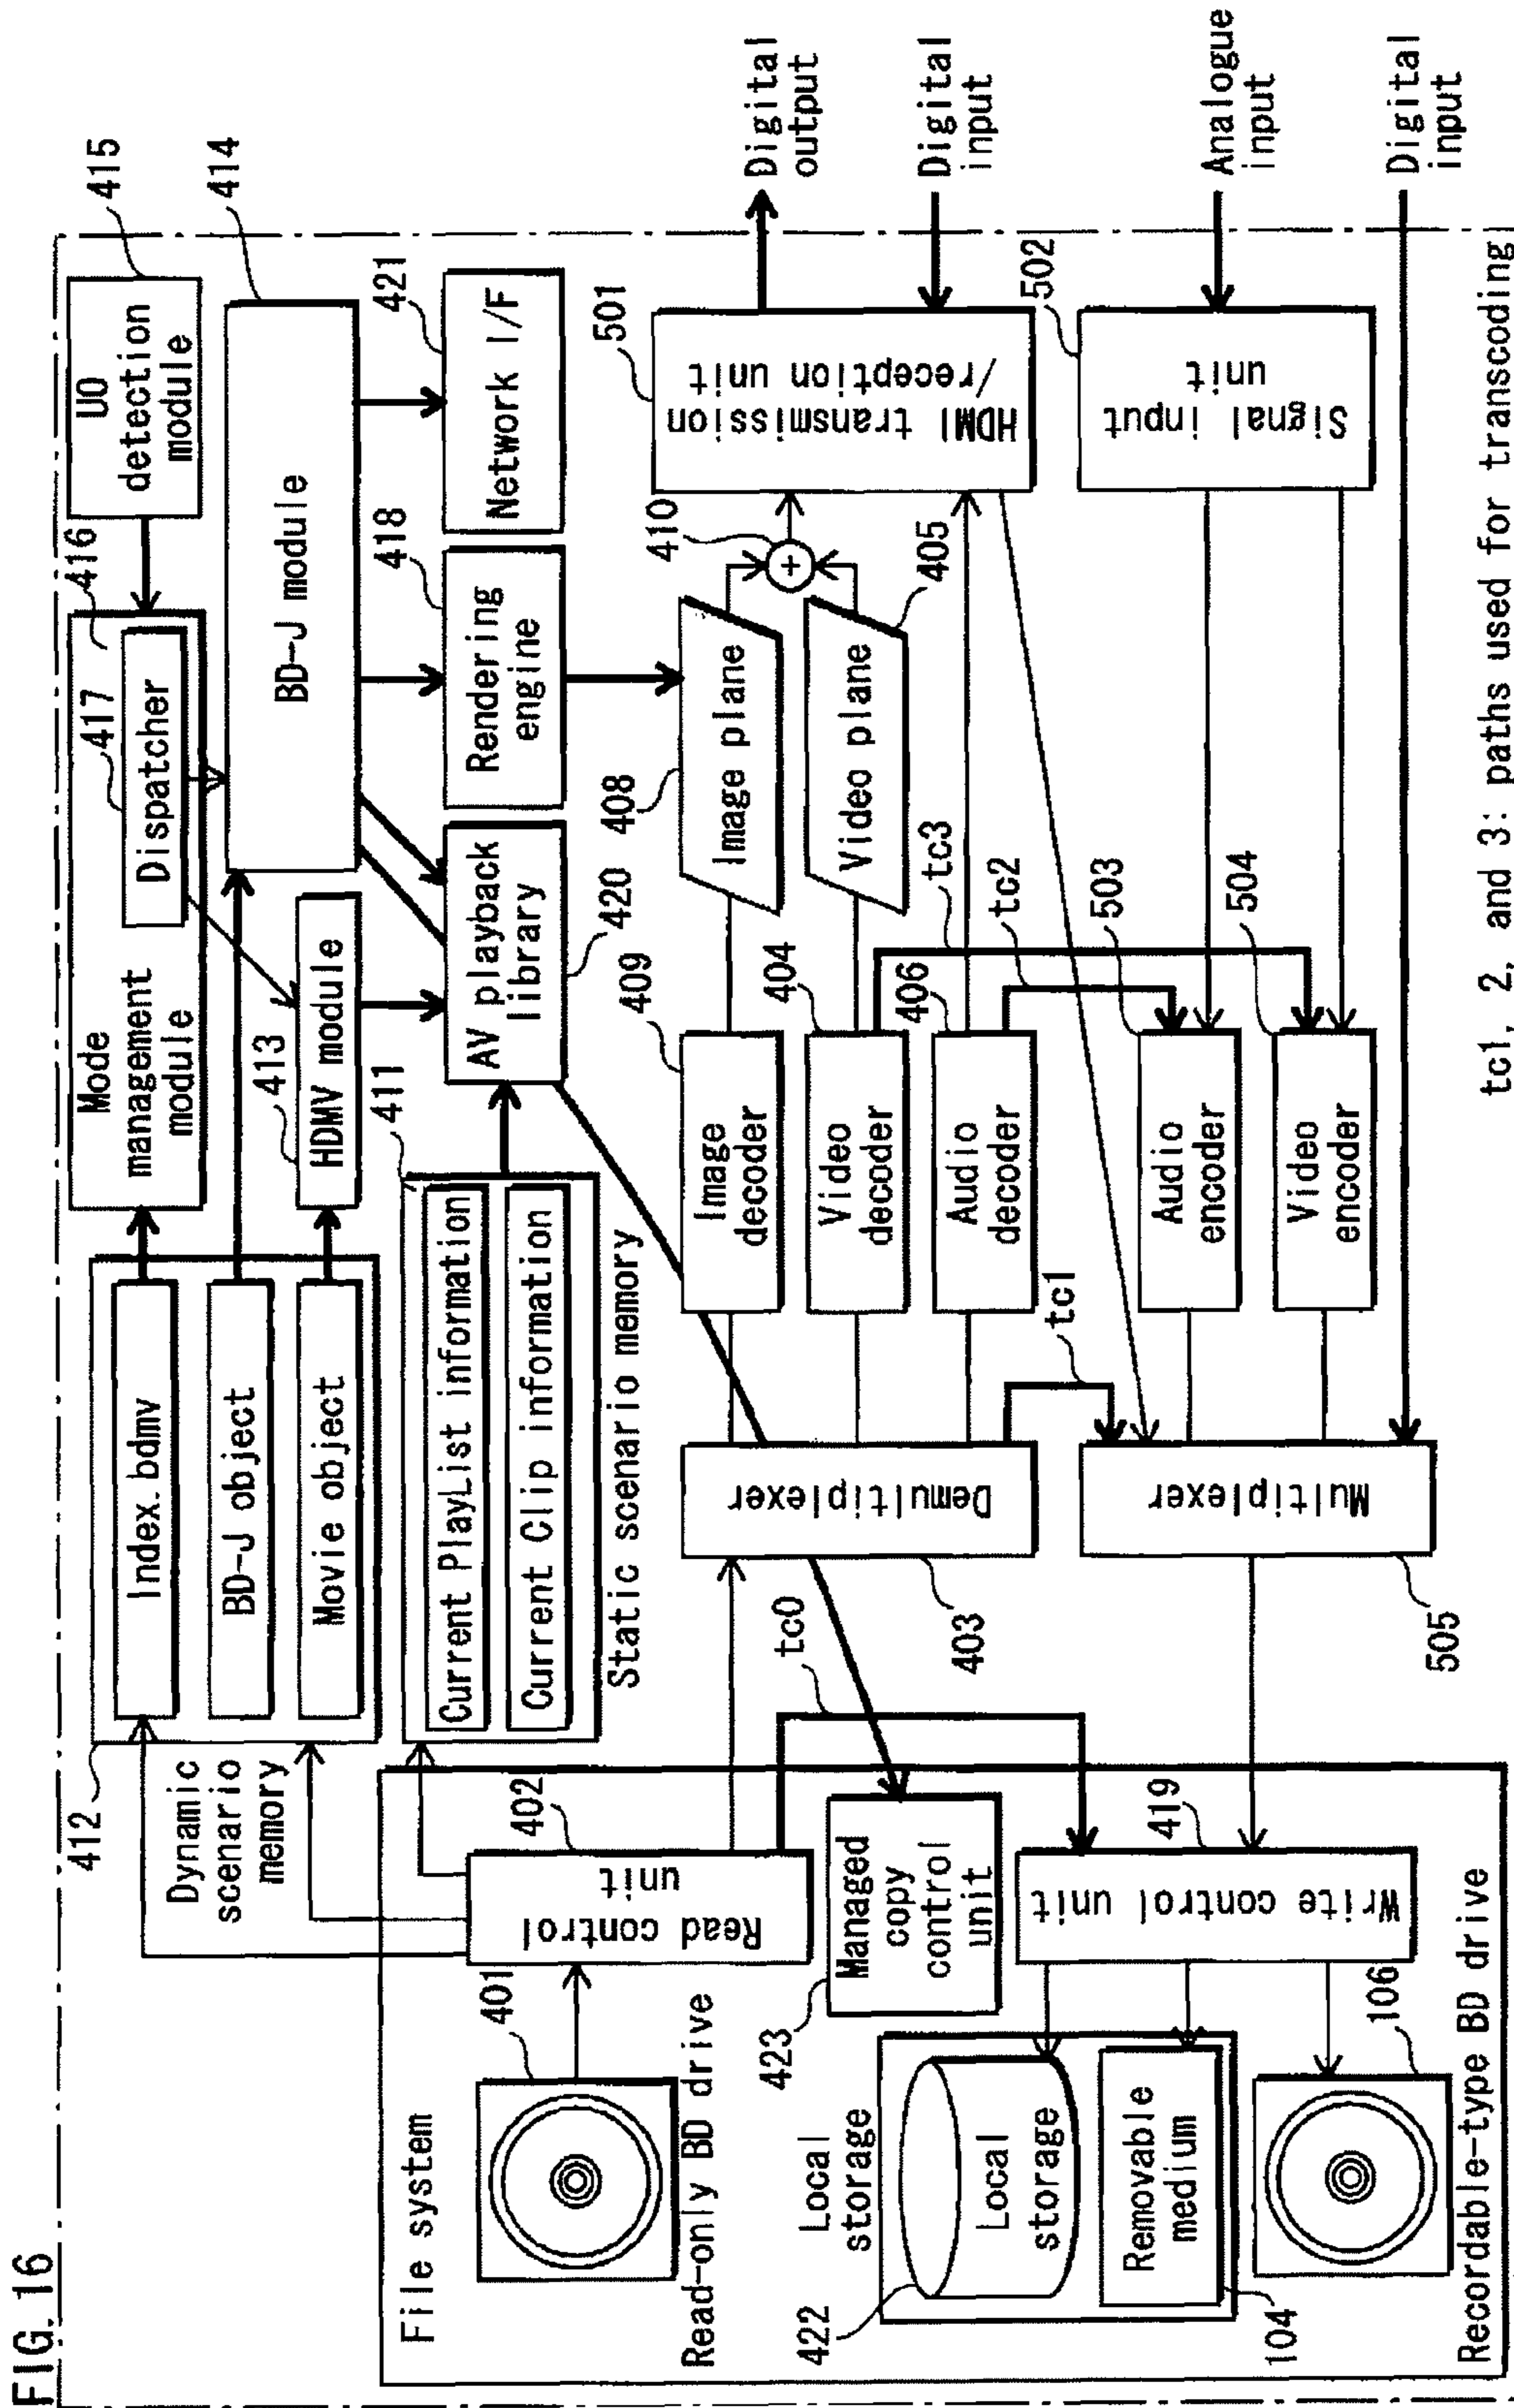 FIG. 16
415
UO
detection
module
416
417
Mode
management
module
Dispatcher
414
BD-J module
413
HDMV module
412
Dynamic
scenario
memory
Index.bdmv
BD-J object
Movie object
411
Current PlayList information
Current Clip information
Static scenario memory
AV playback
library
420
418
Rendering
engine
421
Network I/F
File system
401
Read-only BD drive
402
Read control
unit
tc0
403
Demultiplexer
409
Image
decoder
404
Video
decoder
406
Audio
decoder
408
Image plane
Video plane
405
410
+
501
HDMI transmission
/reception unit
Digital
output
Digital
input
tc3
tc2
tc1
423
Managed
copy
control
unit
Local
storage
422
Local
storage
Removable
medium
104
419
Write control unit
106
Recordable-type BD drive
505
Multiplexer
503
Audio
encoder
504
Video
encoder
502
Signal input
unit
Analogue
input
Digital
input
tc1, 2, and 3: paths used for transcoding